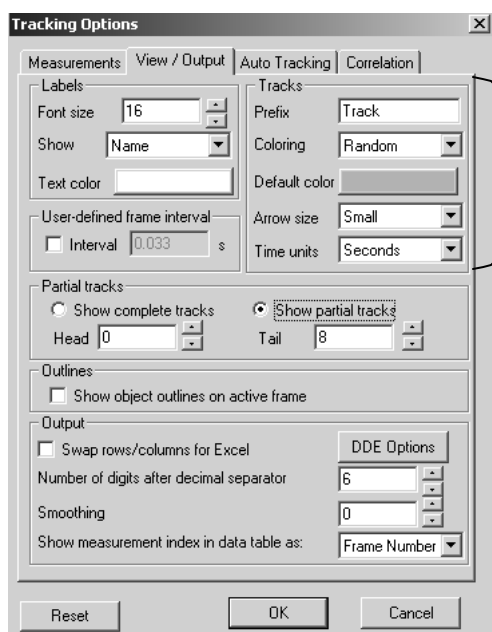 Tracking Options
Measurements View / Output Auto Tracking Correlation
Labels
Font size 16
Show Name
Text color
User-defined frame interval
Interval 0.033 s
Tracks
Prefix Track
Coloring Random
Default color
Arrow size Small
Time units Seconds
Partial tracks
Show complete tracks Show partial tracks
Head 0 Tail 8
Outlines
Show object outlines on active frame
Output
Swap rows/columns for Excel DDE Options
Number of digits after decimal separator 6
Smoothing 0
Show measurement index in data table as: Frame Number
Reset OK Cancel